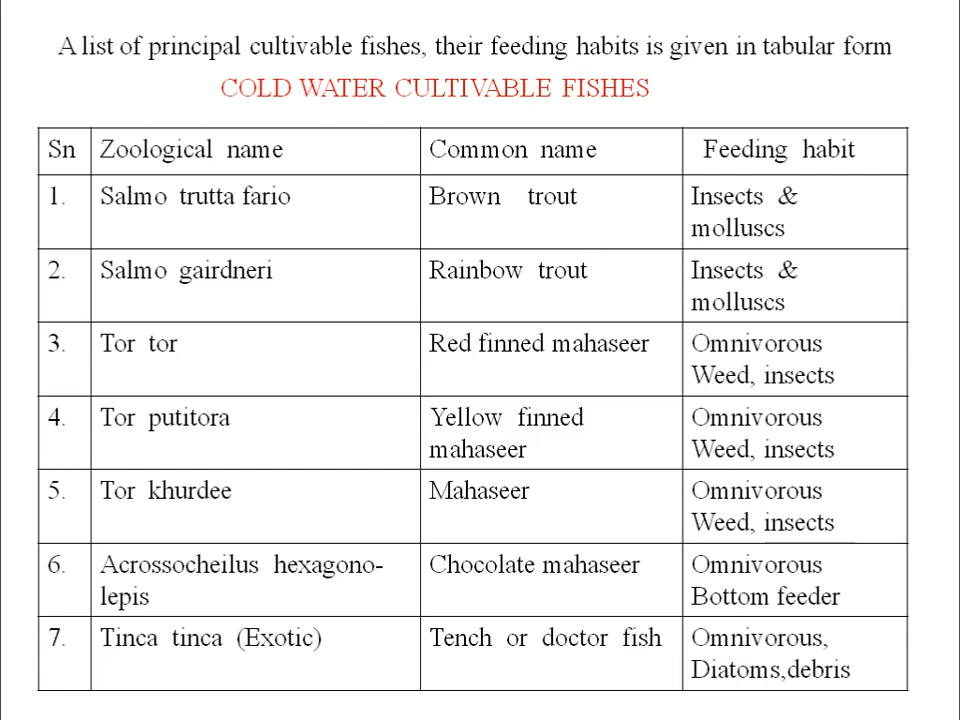 A list of principal cultivable fishes, their feeding habits is given in tabular form
COLD WATER CULTIVABLE FISHES
Sn Zoological name Common name Feeding habit
1. Salmo trutta fario Brown trout Insects &
molluscs
2. Salmo gairdneri Rainbow trout Insects &
molluscs
3. Tor tor Red finned mahaseer Omnivorous
Weed, insects
4. Tor putitora Yellow finned Omnivorous
mahaseer Weed, insects
5. Tor khurdee Mahaseer Omnivorous
Weed, insects
6. Acrossocheilus hexagono- Chocolate mahaseer Omnivorous
lepis Bottom feeder
7. Tinca tinca (Exotic) Tench or doctor fish Omnivorous,
Diatoms,debris